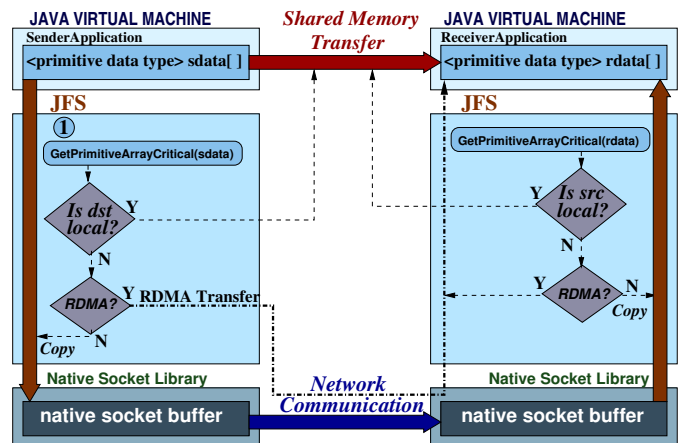 JAVA VIRTUAL MACHINE
SenderApplication
<primitive data type> sdata[ ]
Shared Memory
Transfer
JAVA VIRTUAL MACHINE
ReceiverApplication
<primitive data type> rdata[ ]
JFS
1
GetPrimitiveArrayCritical(sdata)
Is dst
local?
Y
N
RDMA?
Y RDMA Transfer
N
Copy
JFS
GetPrimitiveArrayCritical(rdata)
Y
Is src
local?
N
Y
RDMA?
N
Copy
Native Socket Library
native socket buffer
Network
Communication
Native Socket Library
native socket buffer